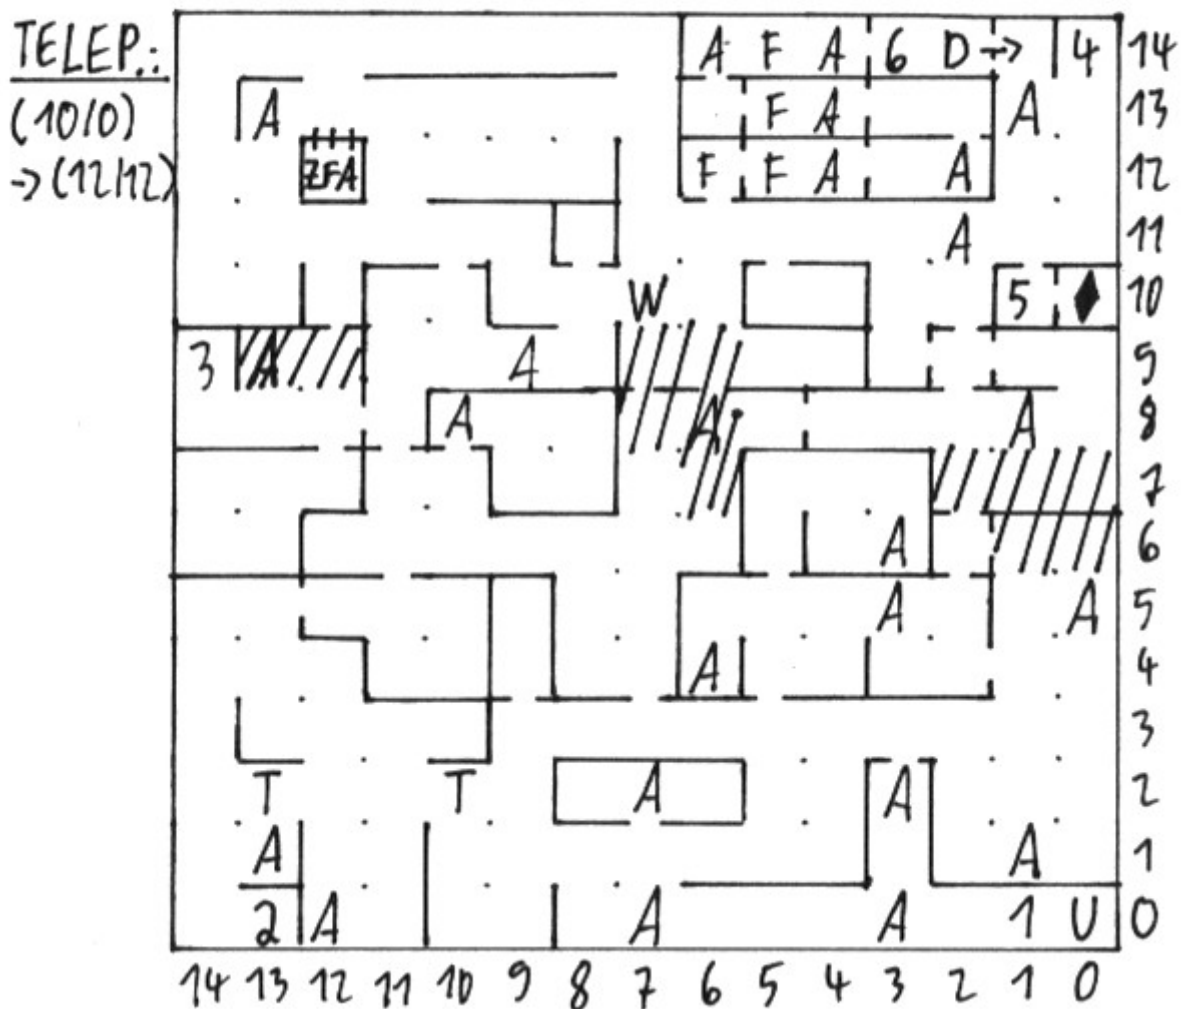 TELEP.: A F A 6 D -> 4 14
(10/0) A F A A 13
-> (12/12) ZFA F F A A 12
A 11
W 5 10
3 A A 9
A A A 8
7
A 6
A A 5
A 4
3
T T A A 2
A A 1
2 A A A 1 U 0
14 13 12 11 10 9 8 7 6 5 4 3 2 1 0